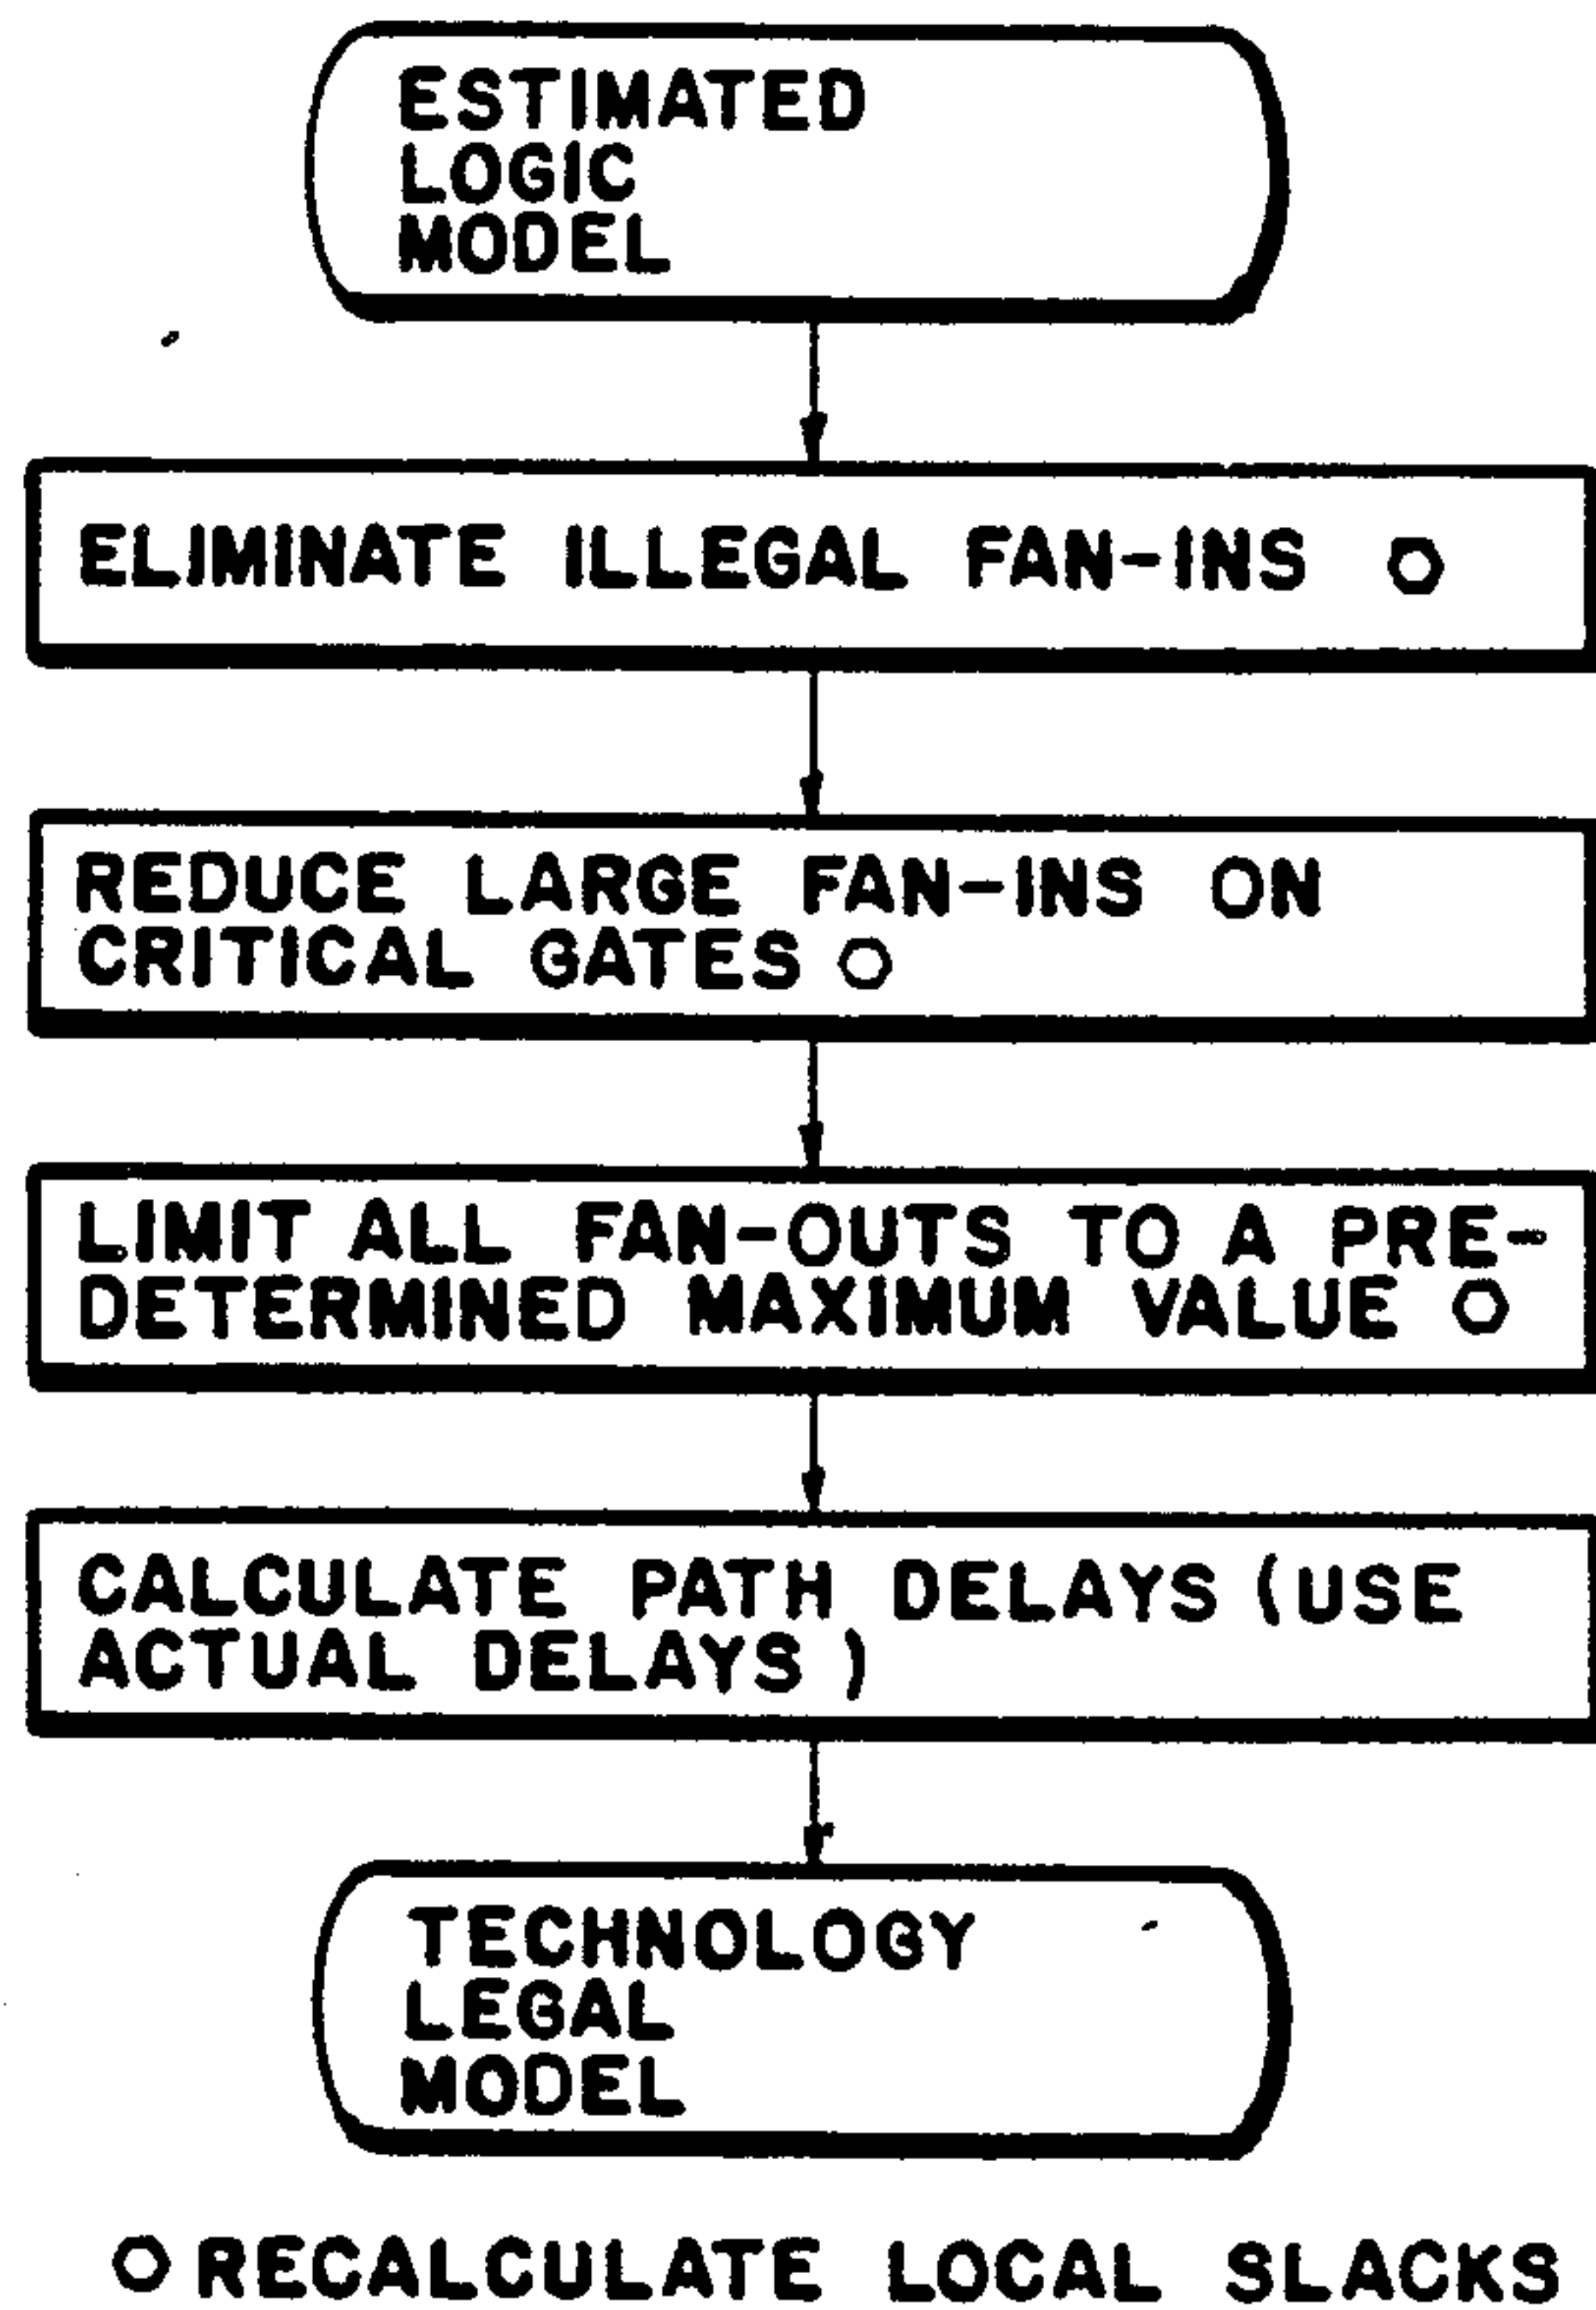 ESTIMATED
LOGIC
MODEL
ELIMINATE ILLEGAL FAN-INS ○
REDUCE LARGE FAN-INS ON
CRITICAL GATES ○
LIMIT ALL FAN-OUTS TO A PRE-
DETERMINED MAXIMUM VALUE ○
CALCULATE PATH DELAYS (USE
ACTUAL DELAYS)
TECHNOLOGY
LEGAL
MODEL
○ RECALCULATE LOCAL SLACKS